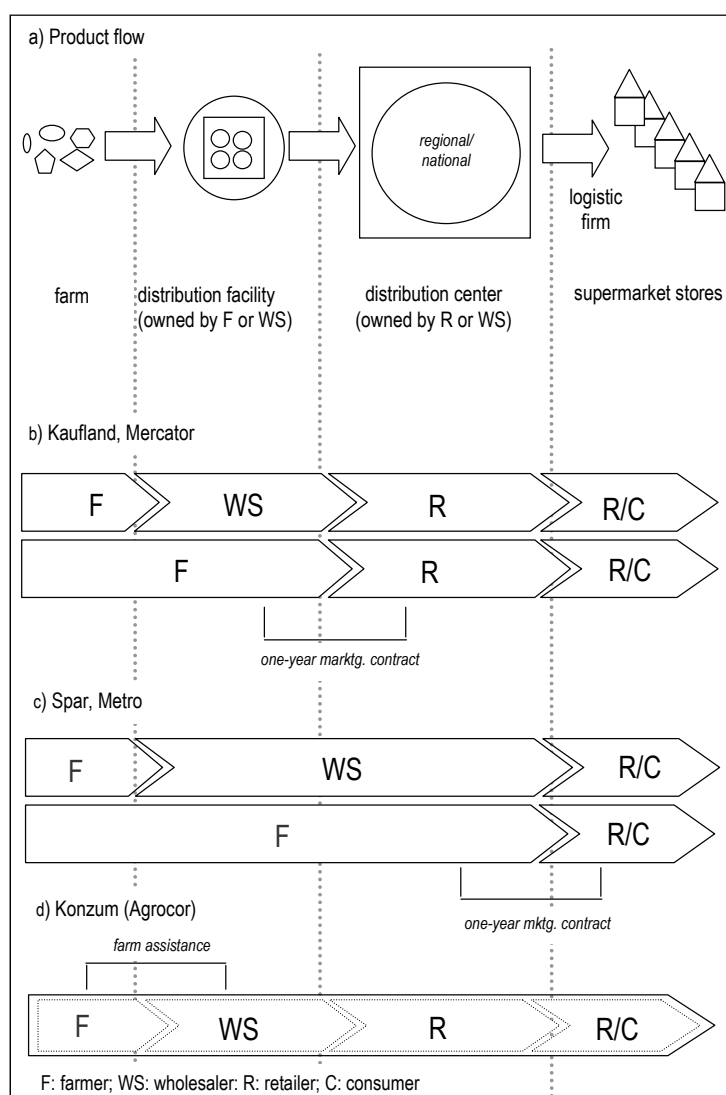 a) Product flow
regional/
national
logistic
firm
farm
distribution facility
(owned by F or WS)
distribution center
(owned by R or WS)
supermarket stores
b) Kaufland, Mercator
F WS R R/C
F R R/C
one-year marktg. contract
c) Spar, Metro
F WS R/C
F R/C
one-year mktg. contract
d) Konzum (Agrocor)
farm assistance
F WS R R/C
F: farmer; WS: wholesaler: R: retailer; C: consumer